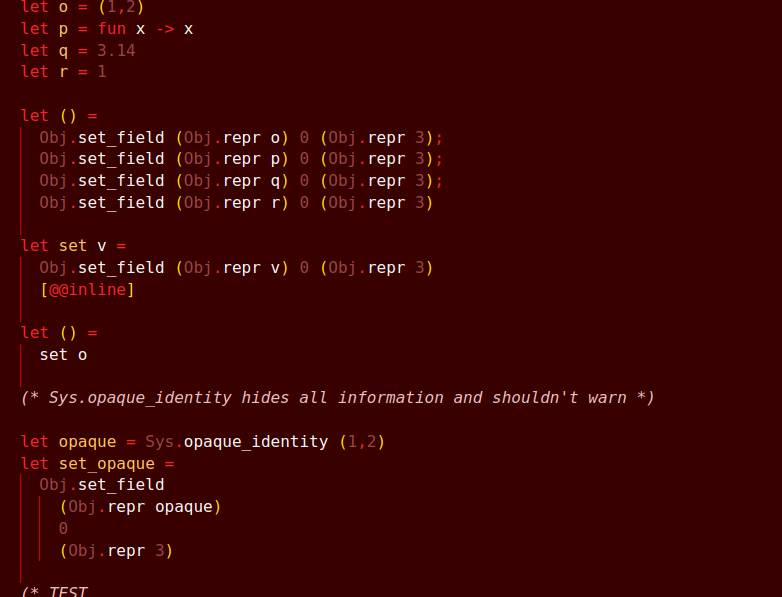 let o = (1,2)
let p = fun x -> x
let q = 3.14
let r = 1
let () =
Obj.set_field (Obj.repr o) 0 (Obj.repr 3);
Obj.set_field (Obj.repr p) 0 (Obj.repr 3);
Obj.set_field (Obj.repr q) 0 (Obj.repr 3);
Obj.set_field (Obj.repr r) 0 (Obj.repr 3)
let set v =
Obj.set_field (Obj.repr v) 0 (Obj.repr 3)
[@@inline]
let () =
set o
(* Sys.opaque_identity hides all information and shouldn't warn *)
let opaque = Sys.opaque_identity (1,2)
let set_opaque =
Obj.set_field
(Obj.repr opaque)
0
(Obj.repr 3)
(* TEST